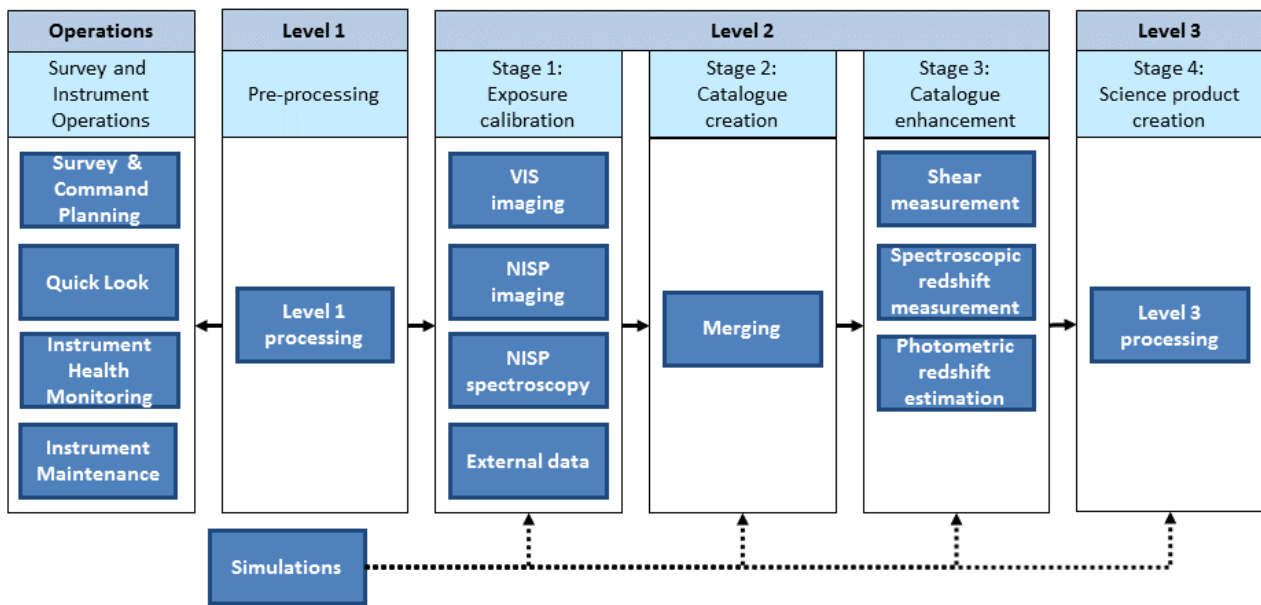 Operations
Level 1
Level 2
Level 3
Survey and
Instrument
Operations
Pre-processing
Stage 1:
Exposure
calibration
Stage 2:
Catalogue
creation
Stage 3:
Catalogue
enhancement
Stage 4:
Science product
creation
Survey &
Command
Planning
Quick Look
Instrument
Health
Monitoring
Instrument
Maintenance
Level 1
processing
VIS
imaging
NISP
imaging
NISP
spectroscopy
External data
Merging
Shear
measurement
Spectroscopic
redshift
measurement
Photometric
redshift
estimation
Level 3
processing
Simulations